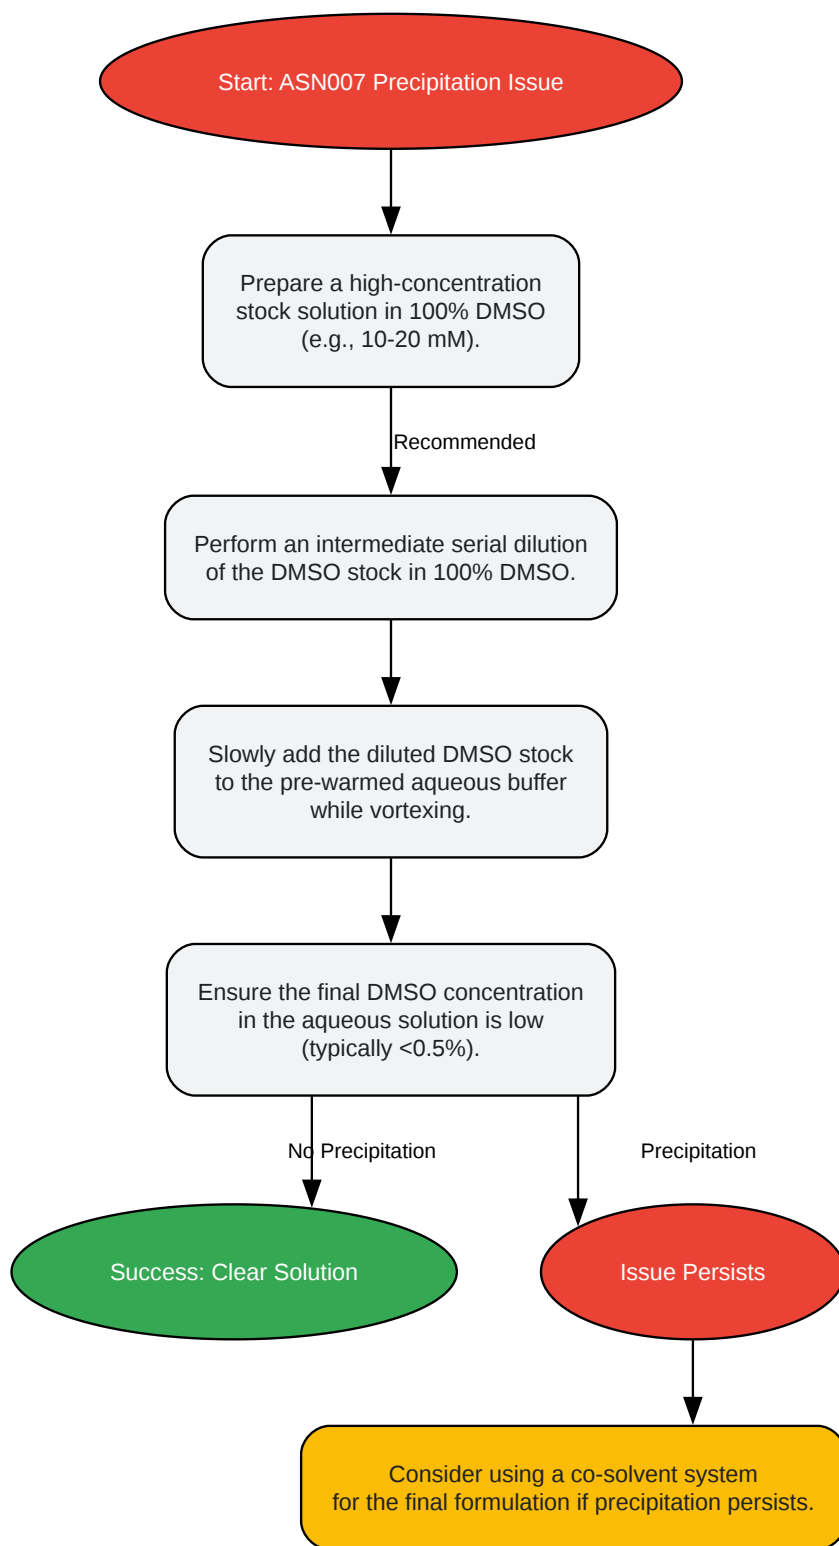 Start: ASN007 Precipitation Issue
Prepare a high-concentration
stock solution in 100% DMSO
(e.g., 10-20 mM).
Recommended
Perform an intermediate serial dilution
of the DMSO stock in 100% DMSO.
Slowly add the diluted DMSO stock
to the pre-warmed aqueous buffer
while vortexing.
Ensure the final DMSO concentration
in the aqueous solution is low
(typically <0.5%).
No Precipitation
Precipitation
Success: Clear Solution
Issue Persists
Consider using a co-solvent system
for the final formulation if precipitation persists.